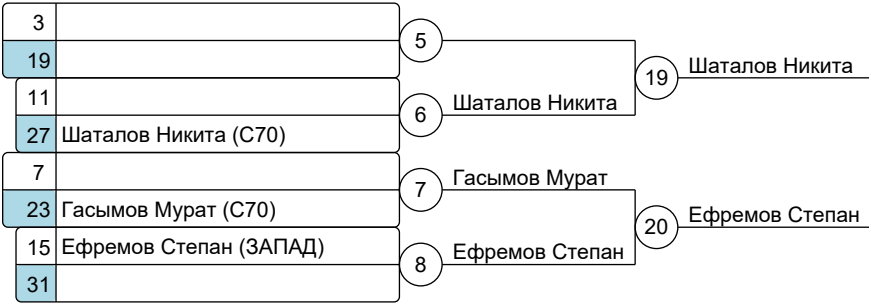 3
5
19
19 Шаталов Никита
11
6 Шаталов Никита
27 Шаталов Никита (С70)
7
7 Гасымов Мурат
23 Гасымов Мурат (С70)
20 Ефремов Степан
15 Ефремов Степан (ЗАПАД)
8 Ефремов Степан
31